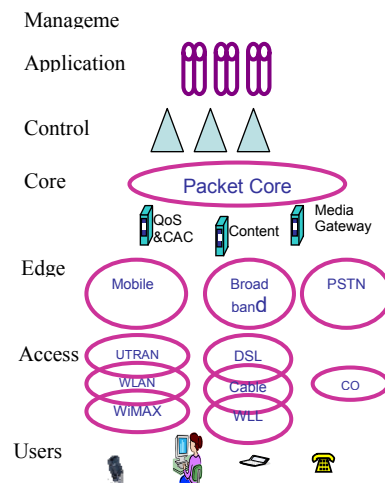 Manageme
Application
Control
Core
Packet Core
QoS
&CAC
Content
Media
Gateway
Edge
Mobile
Broad
band
PSTN
Access
UTRAN
DSL
WLAN
Cable
CO
WiMAX
WLL
Users